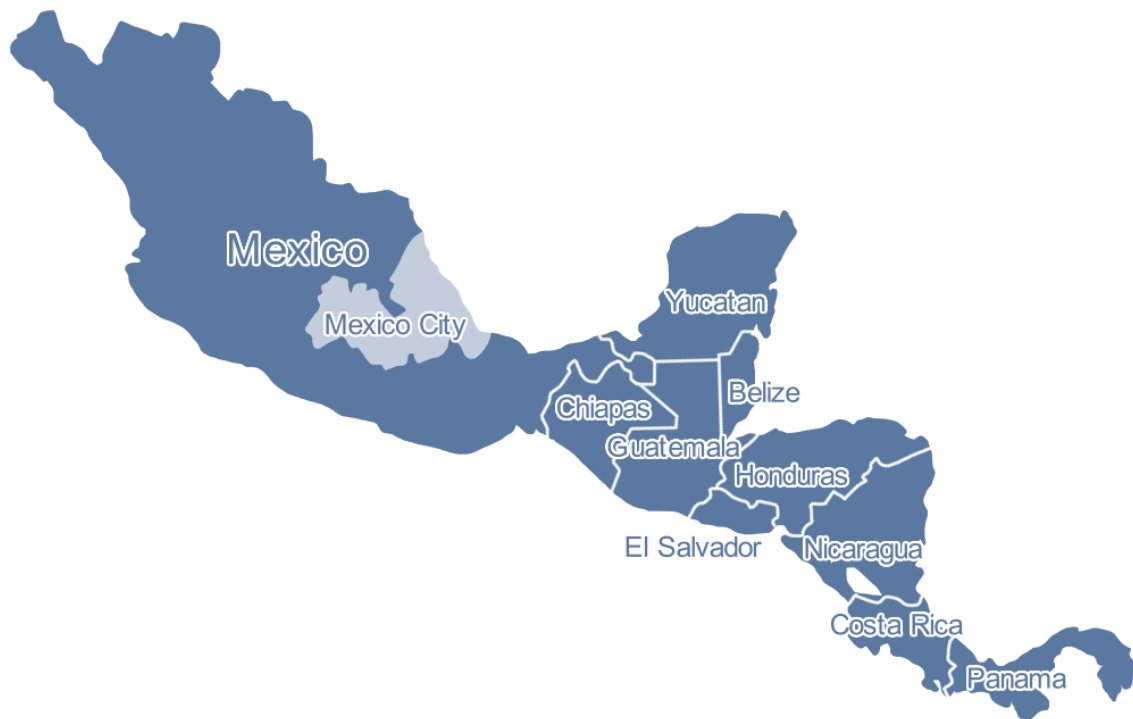 Mexico
Yucatan
Mexico City
Belize
Chiapas
Guatemala
Honduras
El Salvador
Nicaragua
Costa Rica
Panama